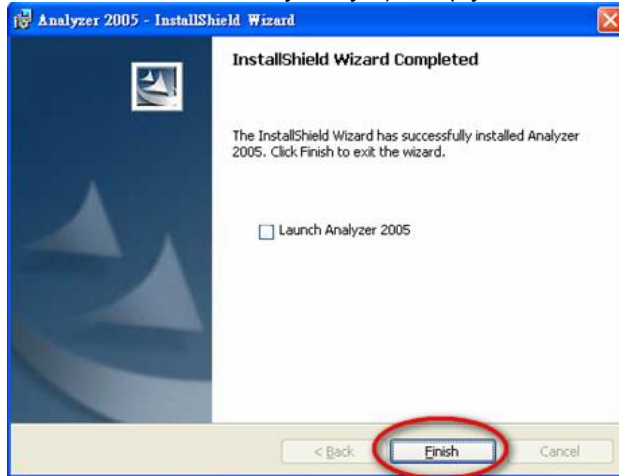 Analyzer 2005 - InstallShield Wizard
InstallShield Wizard Completed
The InstallShield Wizard has successfully installed Analyzer
2005. Click Finish to exit the wizard.
Launch Analyzer 2005
< Back Finish Cancel